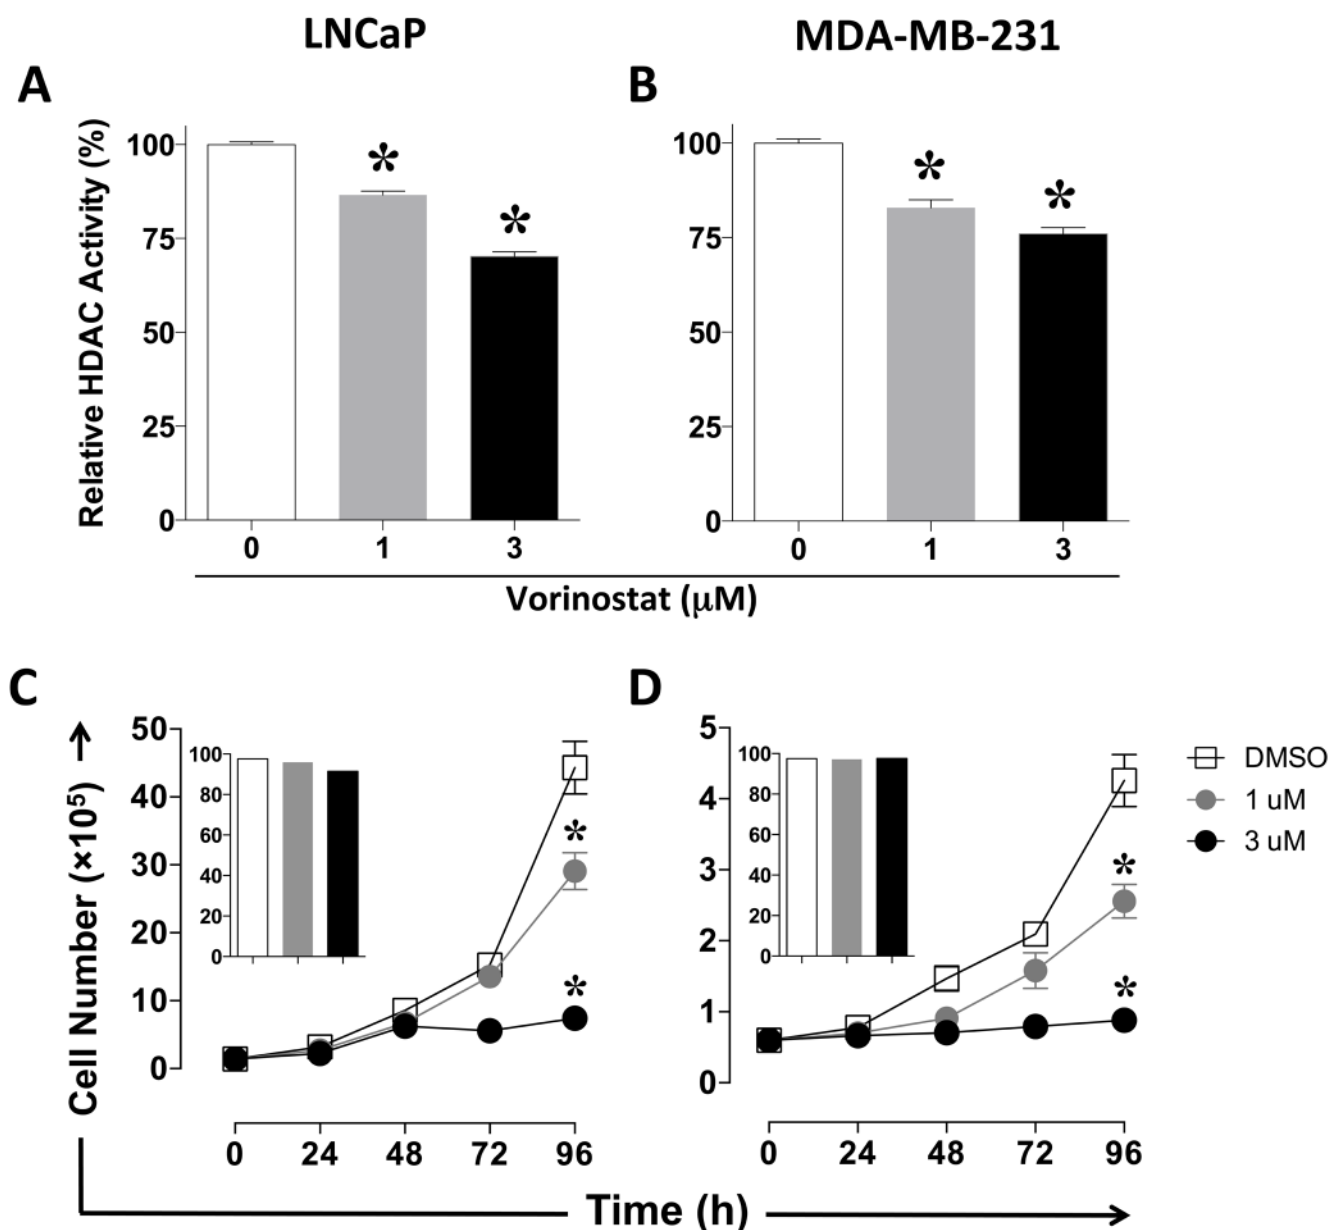 LNCaP
MDA-MB-231
A
B
Relative HDAC Activity (%)
100
75
50
25
0
0 1 3
100
75
50
25
0
0 1 3
Vorinostat (μM)
C
D
Cell Number (×10⁵)
50
40
30
20
10
0
100
80
60
40
20
0
0 24 48 72 96
5
4
3
2
1
0
100
80
60
40
20
0
0 24 48 72 96
DMSO
1 uM
3 uM
Time (h)
* 
*
*
*
*
*
*
*